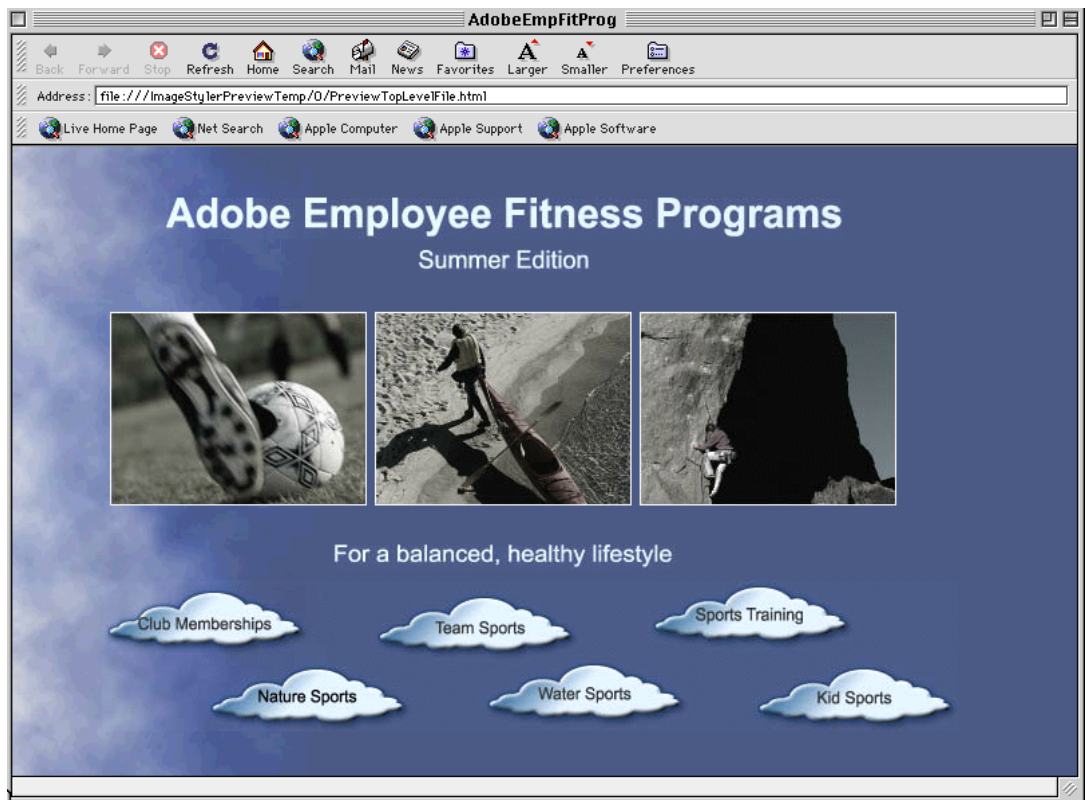 AdobeEmpFitProg
Back Forward Stop Refresh Home Search Mail News Favorites Larger Smaller Preferences
Address: file:///ImageStylerPreviewTemp/0/PreviewTopLevelFile.html
Live Home Page Net Search Apple Computer Apple Support Apple Software
Adobe Employee Fitness Programs
Summer Edition
For a balanced, healthy lifestyle
Club Memberships Team Sports Sports Training
Nature Sports Water Sports Kid Sports